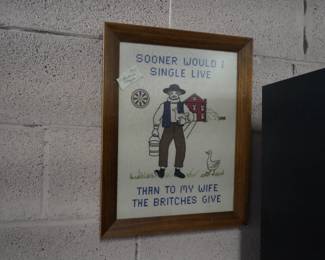 SOONER WOULD I
SINGLE LIVE
THAN TO MY WIFE
THE BRITCHES GIVE